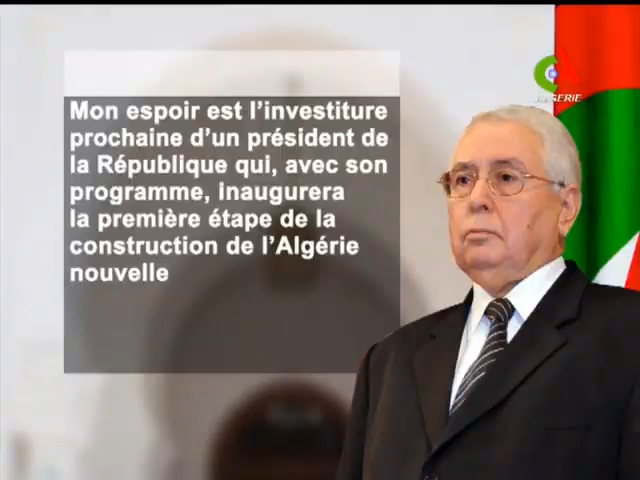 Mon espoir est l'investiture
prochaine d'un président de
la République qui, avec son
programme, inaugurera
la première étape de la
construction de l'Algérie
nouvelle